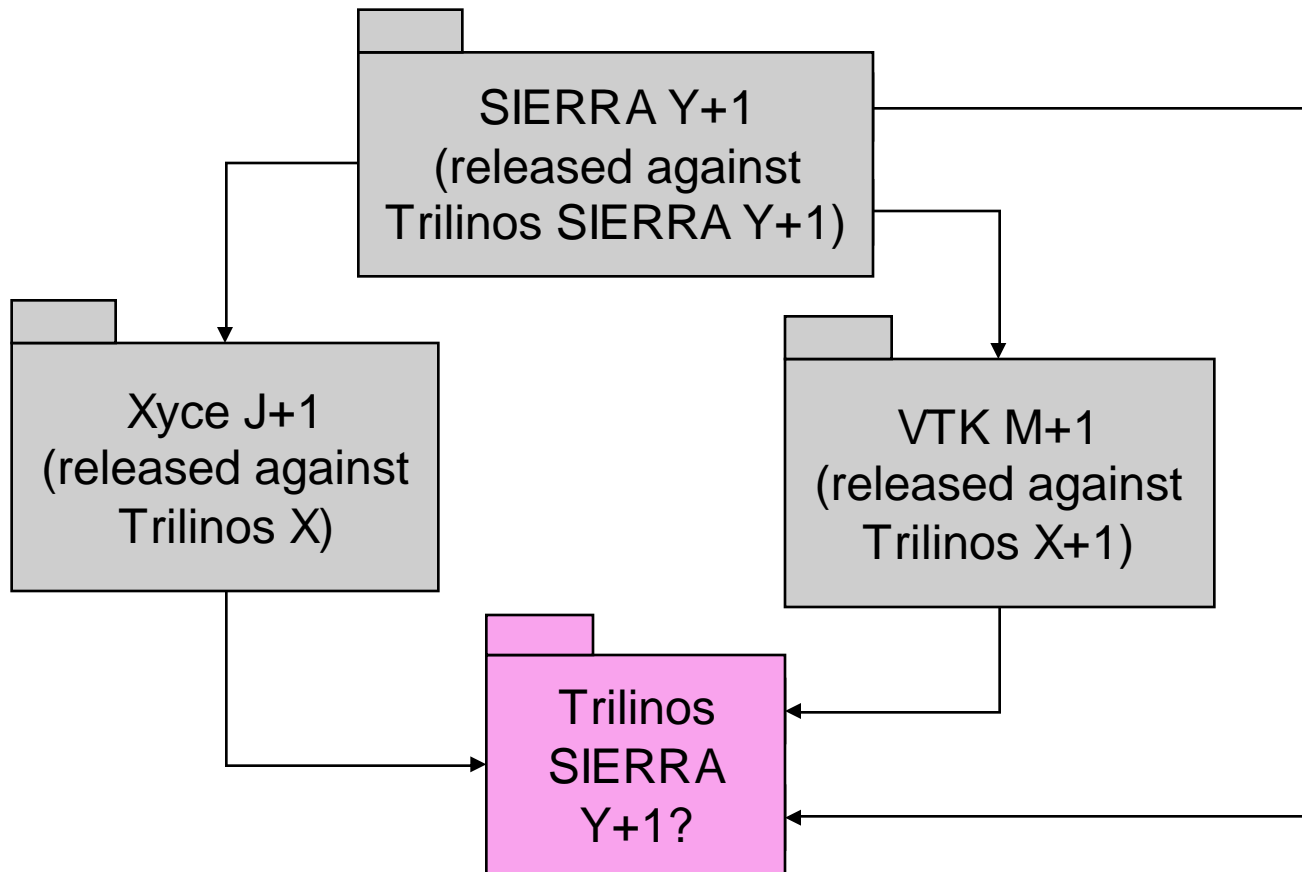 SIERRA Y+1
(released against
Trilinos SIERRA Y+1)
Xyce J+1
(released against
Trilinos X)
VTK M+1
(released against
Trilinos X+1)
Trilinos
SIERRA
Y+1?